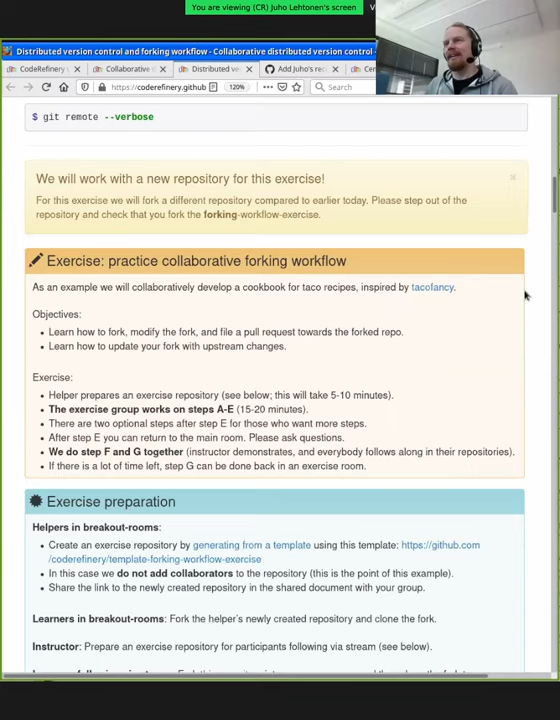 You are viewing (CR) Juho Lehtonen's screen
V
Distributed version control and forking workflow - Collaborative distributed version control -
CodeRefinery
Collaborative
Distributed ve
Add Juho's re
Cer
https://coderefinery.github
120%
Search
$ git remote --verbose
We will work with a new repository for this exercise!
For this exercise we will fork a different repository compared to earlier today. Please step out of the
repository and check that you fork the forking-workflow-exercise.
Exercise: practice collaborative forking workflow
As an example we will collaboratively develop a cookbook for taco recipes, inspired by tacofancy.
Objectives:
• Learn how to fork, modify the fork, and file a pull request towards the forked repo.
• Learn how to update your fork with upstream changes.
Exercise:
• Helper prepares an exercise repository (see below; this will take 5-10 minutes).
• The exercise group works on steps A-E (15-20 minutes).
• There are two optional steps after step E for those who want more steps.
• After step E you can return to the main room. Please ask questions.
• We do step F and G together (instructor demonstrates, and everybody follows along in their repositories).
• If there is a lot of time left, step G can be done back in an exercise room.
Exercise preparation
Helpers in breakout-rooms:
• Create an exercise repository by generating from a template using this template: https://github.com
/coderefinery/template-forking-workflow-exercise
• In this case we do not add collaborators to the repository (this is the point of this example).
• Share the link to the newly created repository in the shared document with your group.
Learners in breakout-rooms: Fork the helper's newly created repository and clone the fork.
Instructor: Prepare an exercise repository for participants following via stream (see below).